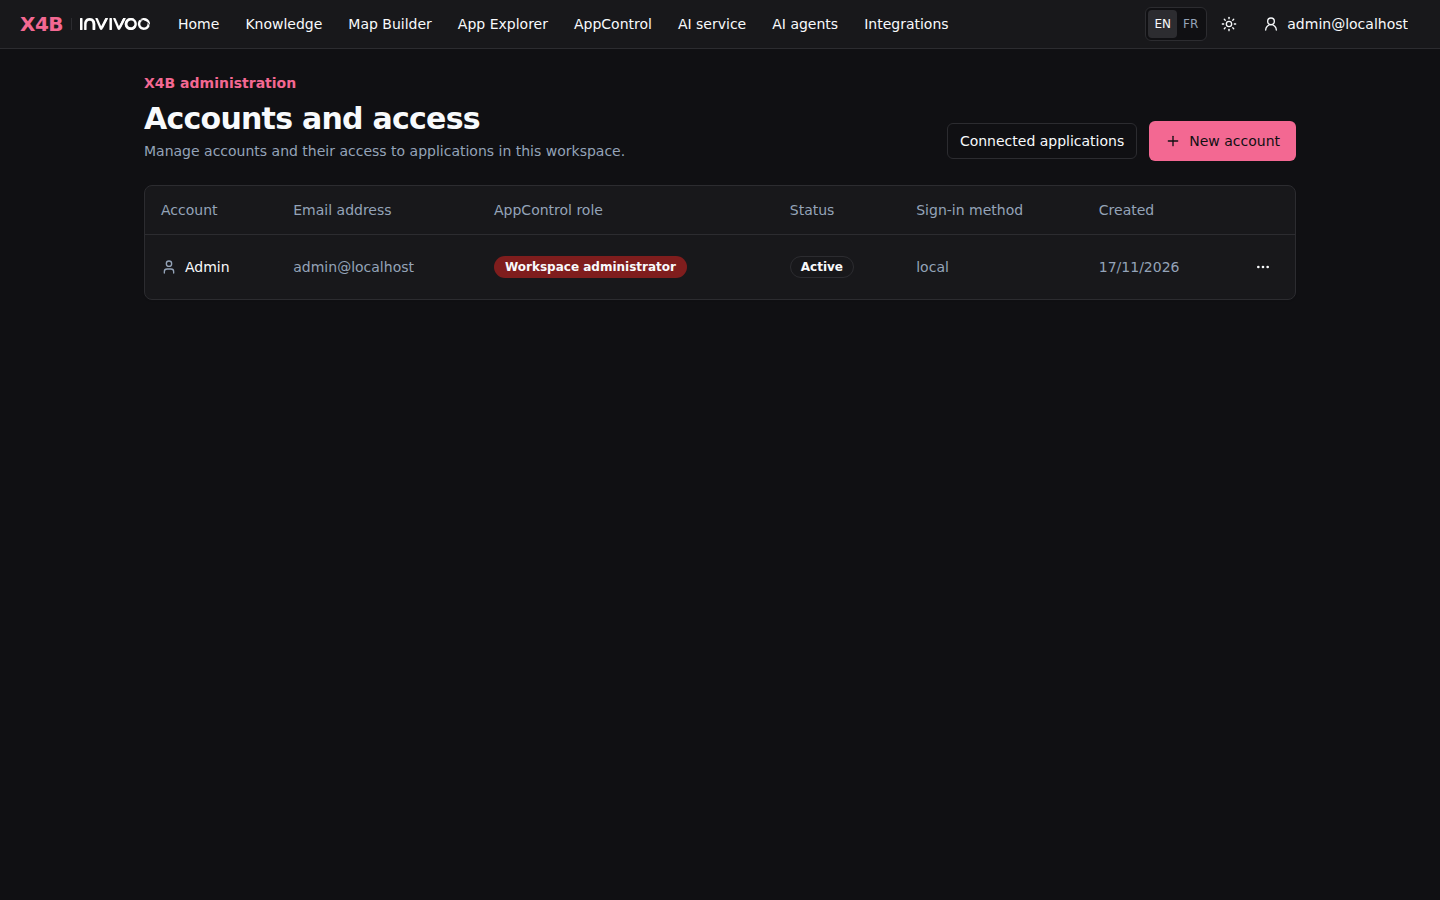 X4B INVIVOO Home Knowledge Map Builder App Explorer AppControl AI service AI agents Integrations EN FR admin@localhost
X4B administration
Accounts and access
Manage accounts and their access to applications in this workspace.
Connected applications
New account
Account Email address AppControl role Status Sign-in method Created
Admin admin@localhost Workspace administrator Active local 17/11/2026